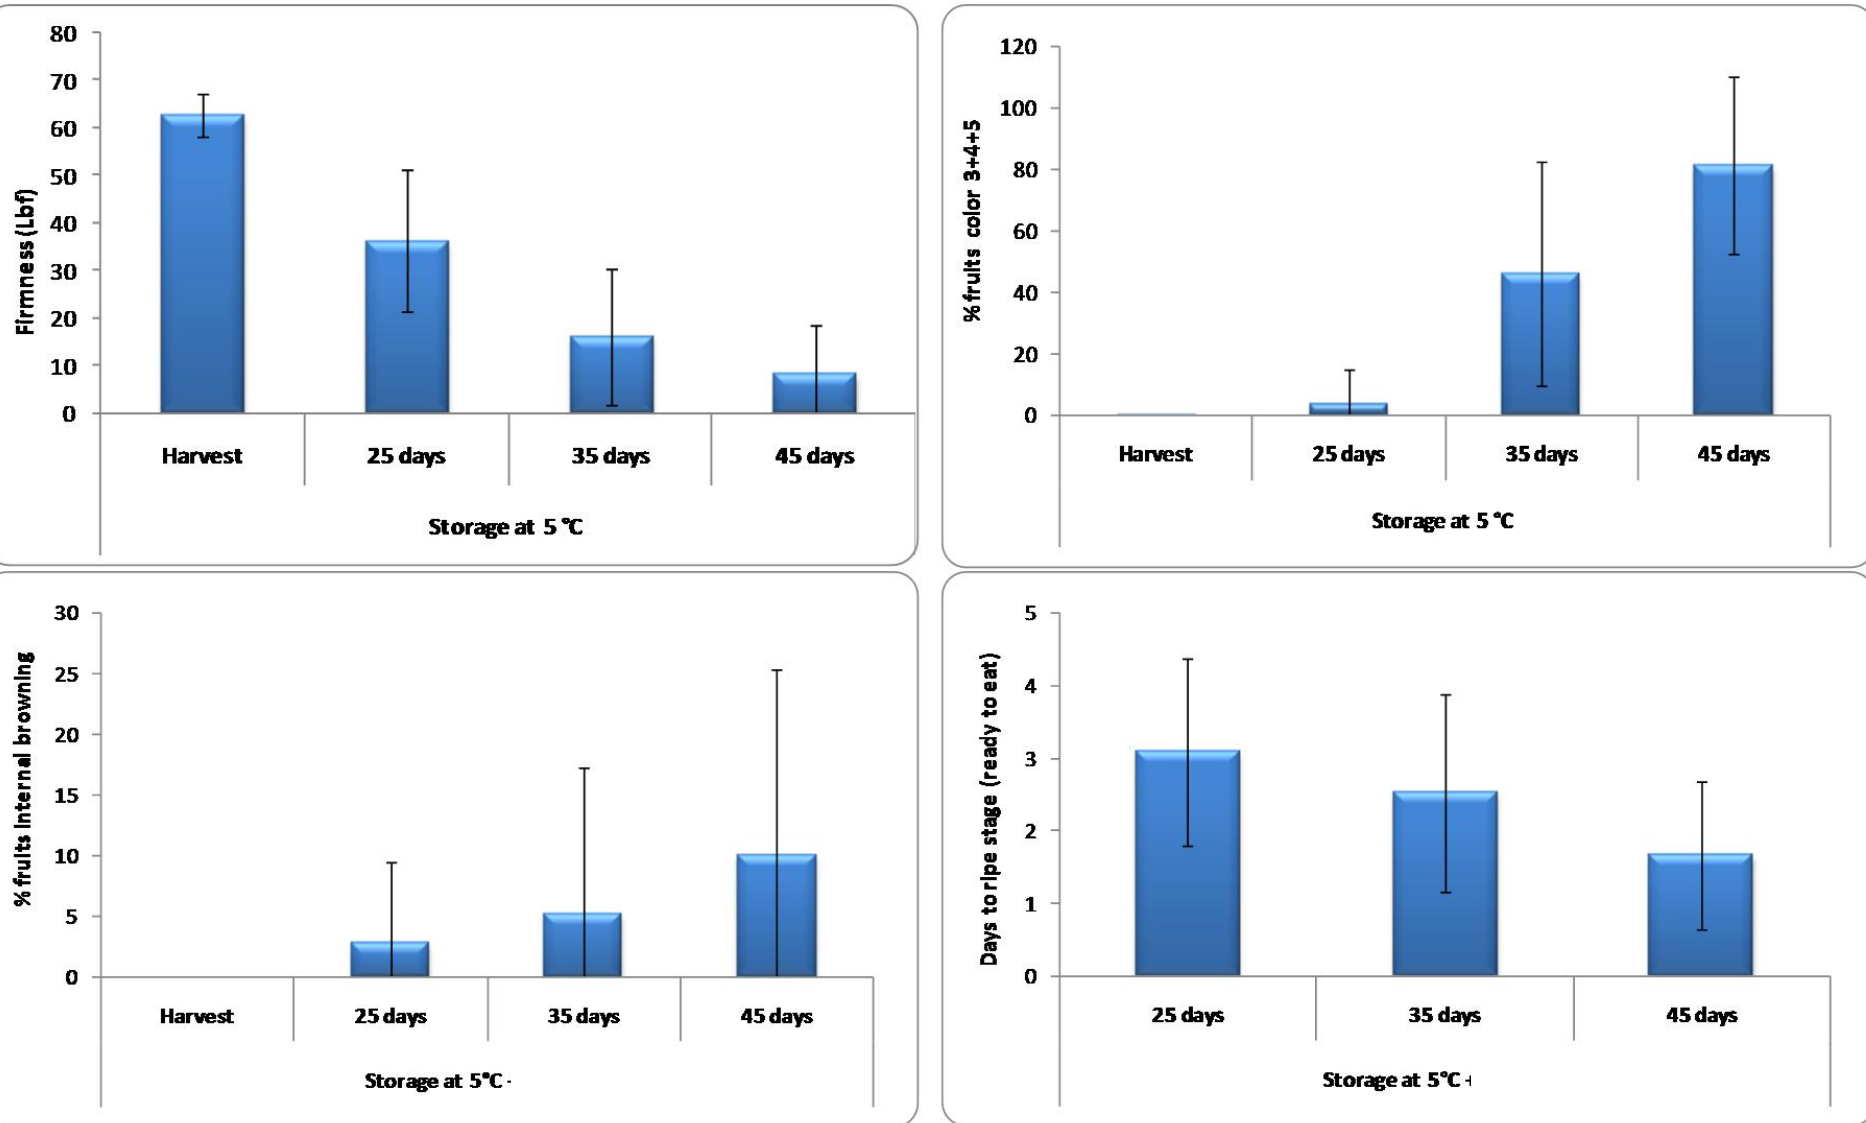 80
70
60
50
40
30
20
10
0
Firmness (Lbf)
Harvest 25 days 35 days 45 days
Storage at 5 °C
120
100
80
60
40
20
0
% fruits color 3+4+5
Harvest 25 days 35 days 45 days
Storage at 5 °C
30
25
20
15
10
5
0
% fruits internal browning
Harvest 25 days 35 days 45 days
Storage at 5°C -
5
4
3
2
1
0
Days to ripe stage (ready to eat)
25 days 35 days 45 days
Storage at 5°C +